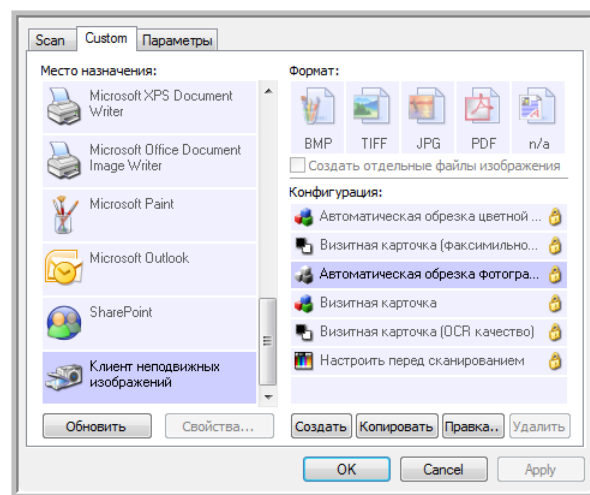 Scan Custom Параметры
Место назначения:
Microsoft XPS Document
Writer
Microsoft Office Document
Image Writer
Microsoft Paint
Microsoft Outlook
SharePoint
Клиент неподвижных
изображений
Обновить Свойства...
Формат:
BMP TIFF JPG PDF n/a
Создать отдельные файлы изображения
Конфигурация:
Автоматическая обрезка цветной ...
Визитная карточка (факсимильно...
Автоматическая обрезка фотогра...
Визитная карточка
Визитная карточка (OCR качество)
Настроить перед сканированием
Создать Копировать Правка.. Удалить
OK Cancel Apply